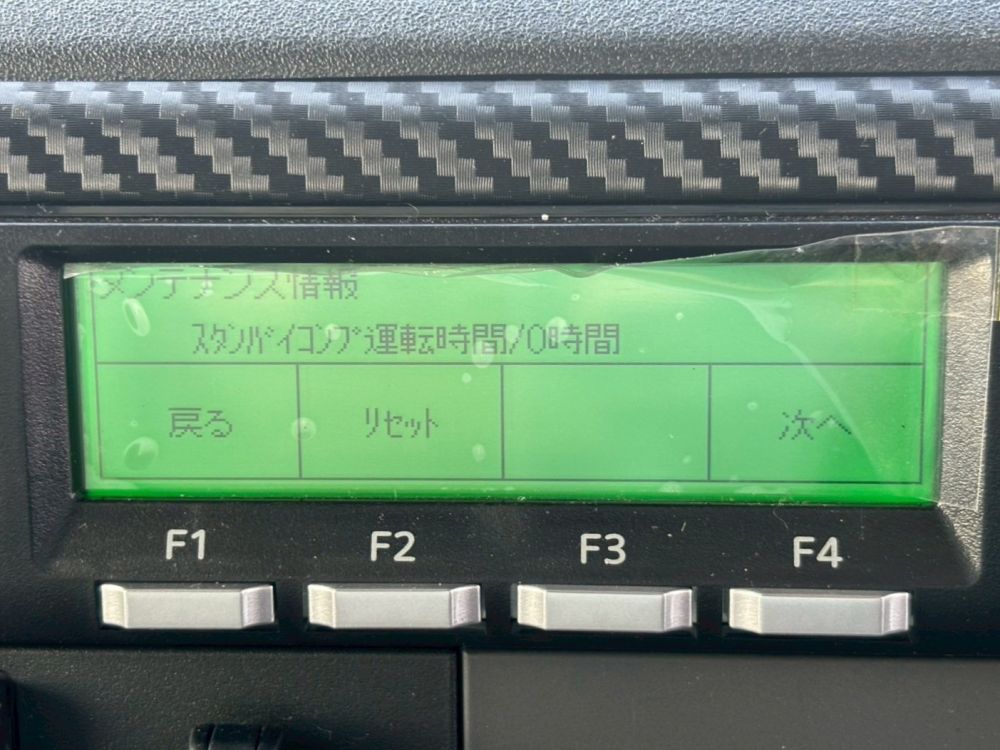 メンテナンス情報
ｽﾀﾝﾊﾞｲｺﾝﾌﾟ運転時間/0時間
戻る ﾘｾｯﾄ 次へ
F1 F2 F3 F4